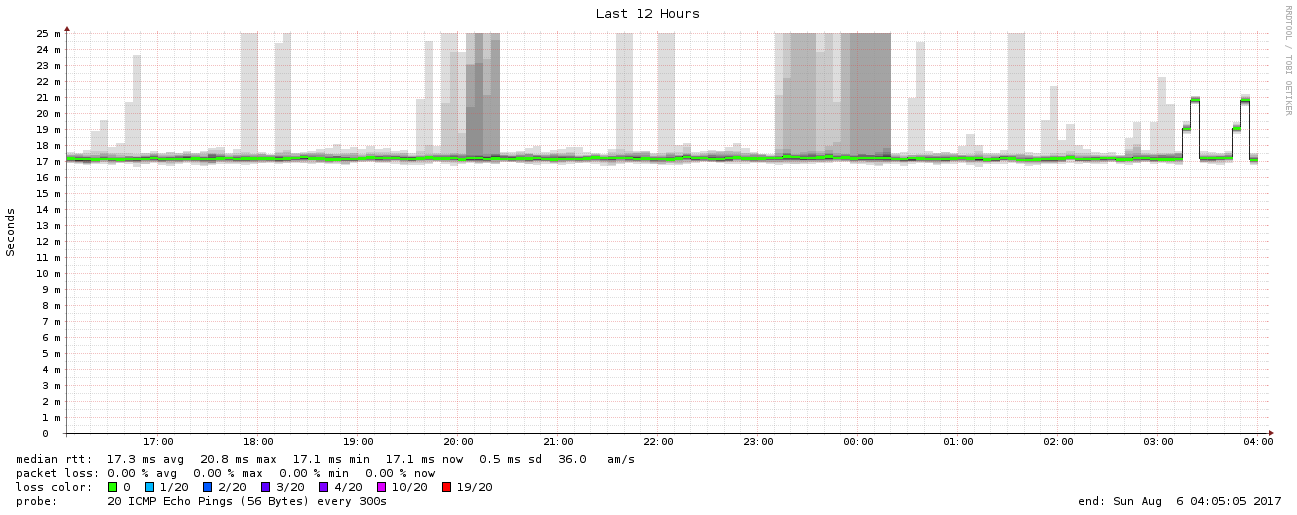 Last 12 Hours
RRDTOOL / TOBI OETIKER
Seconds
25 m
24 m
23 m
22 m
21 m
20 m
19 m
18 m
17 m
16 m
15 m
14 m
13 m
12 m
11 m
10 m
9 m
8 m
7 m
6 m
5 m
4 m
3 m
2 m
1 m
0
17:00 18:00 19:00 20:00 21:00 22:00 23:00 00:00 01:00 02:00 03:00 04:00
median rtt: 17.3 ms avg 20.8 ms max 17.1 ms min 17.1 ms now 0.5 ms sd 36.0 am/s
packet loss: 0.00 % avg 0.00 % max 0.00 % min 0.00 % now
loss color: 0 1/20 2/20 3/20 4/20 10/20 19/20
probe: 20 ICMP Echo Pings (56 Bytes) every 300s end: Sun Aug 6 04:05:05 2017